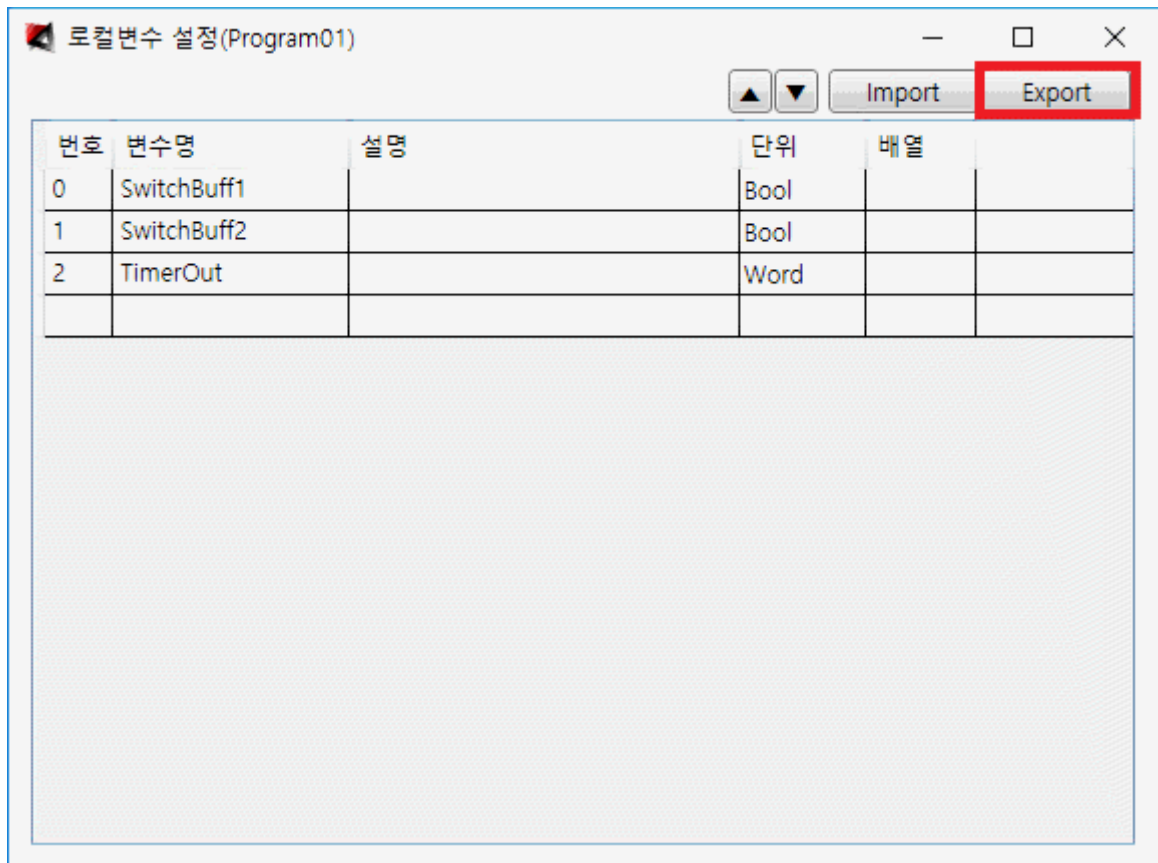 로컬변수 설정(Program01)
▲ ▼ Import Export
번호 변수명 설명 단위 배열
0 SwitchBuff1 Bool
1 SwitchBuff2 Bool
2 TimerOut Word